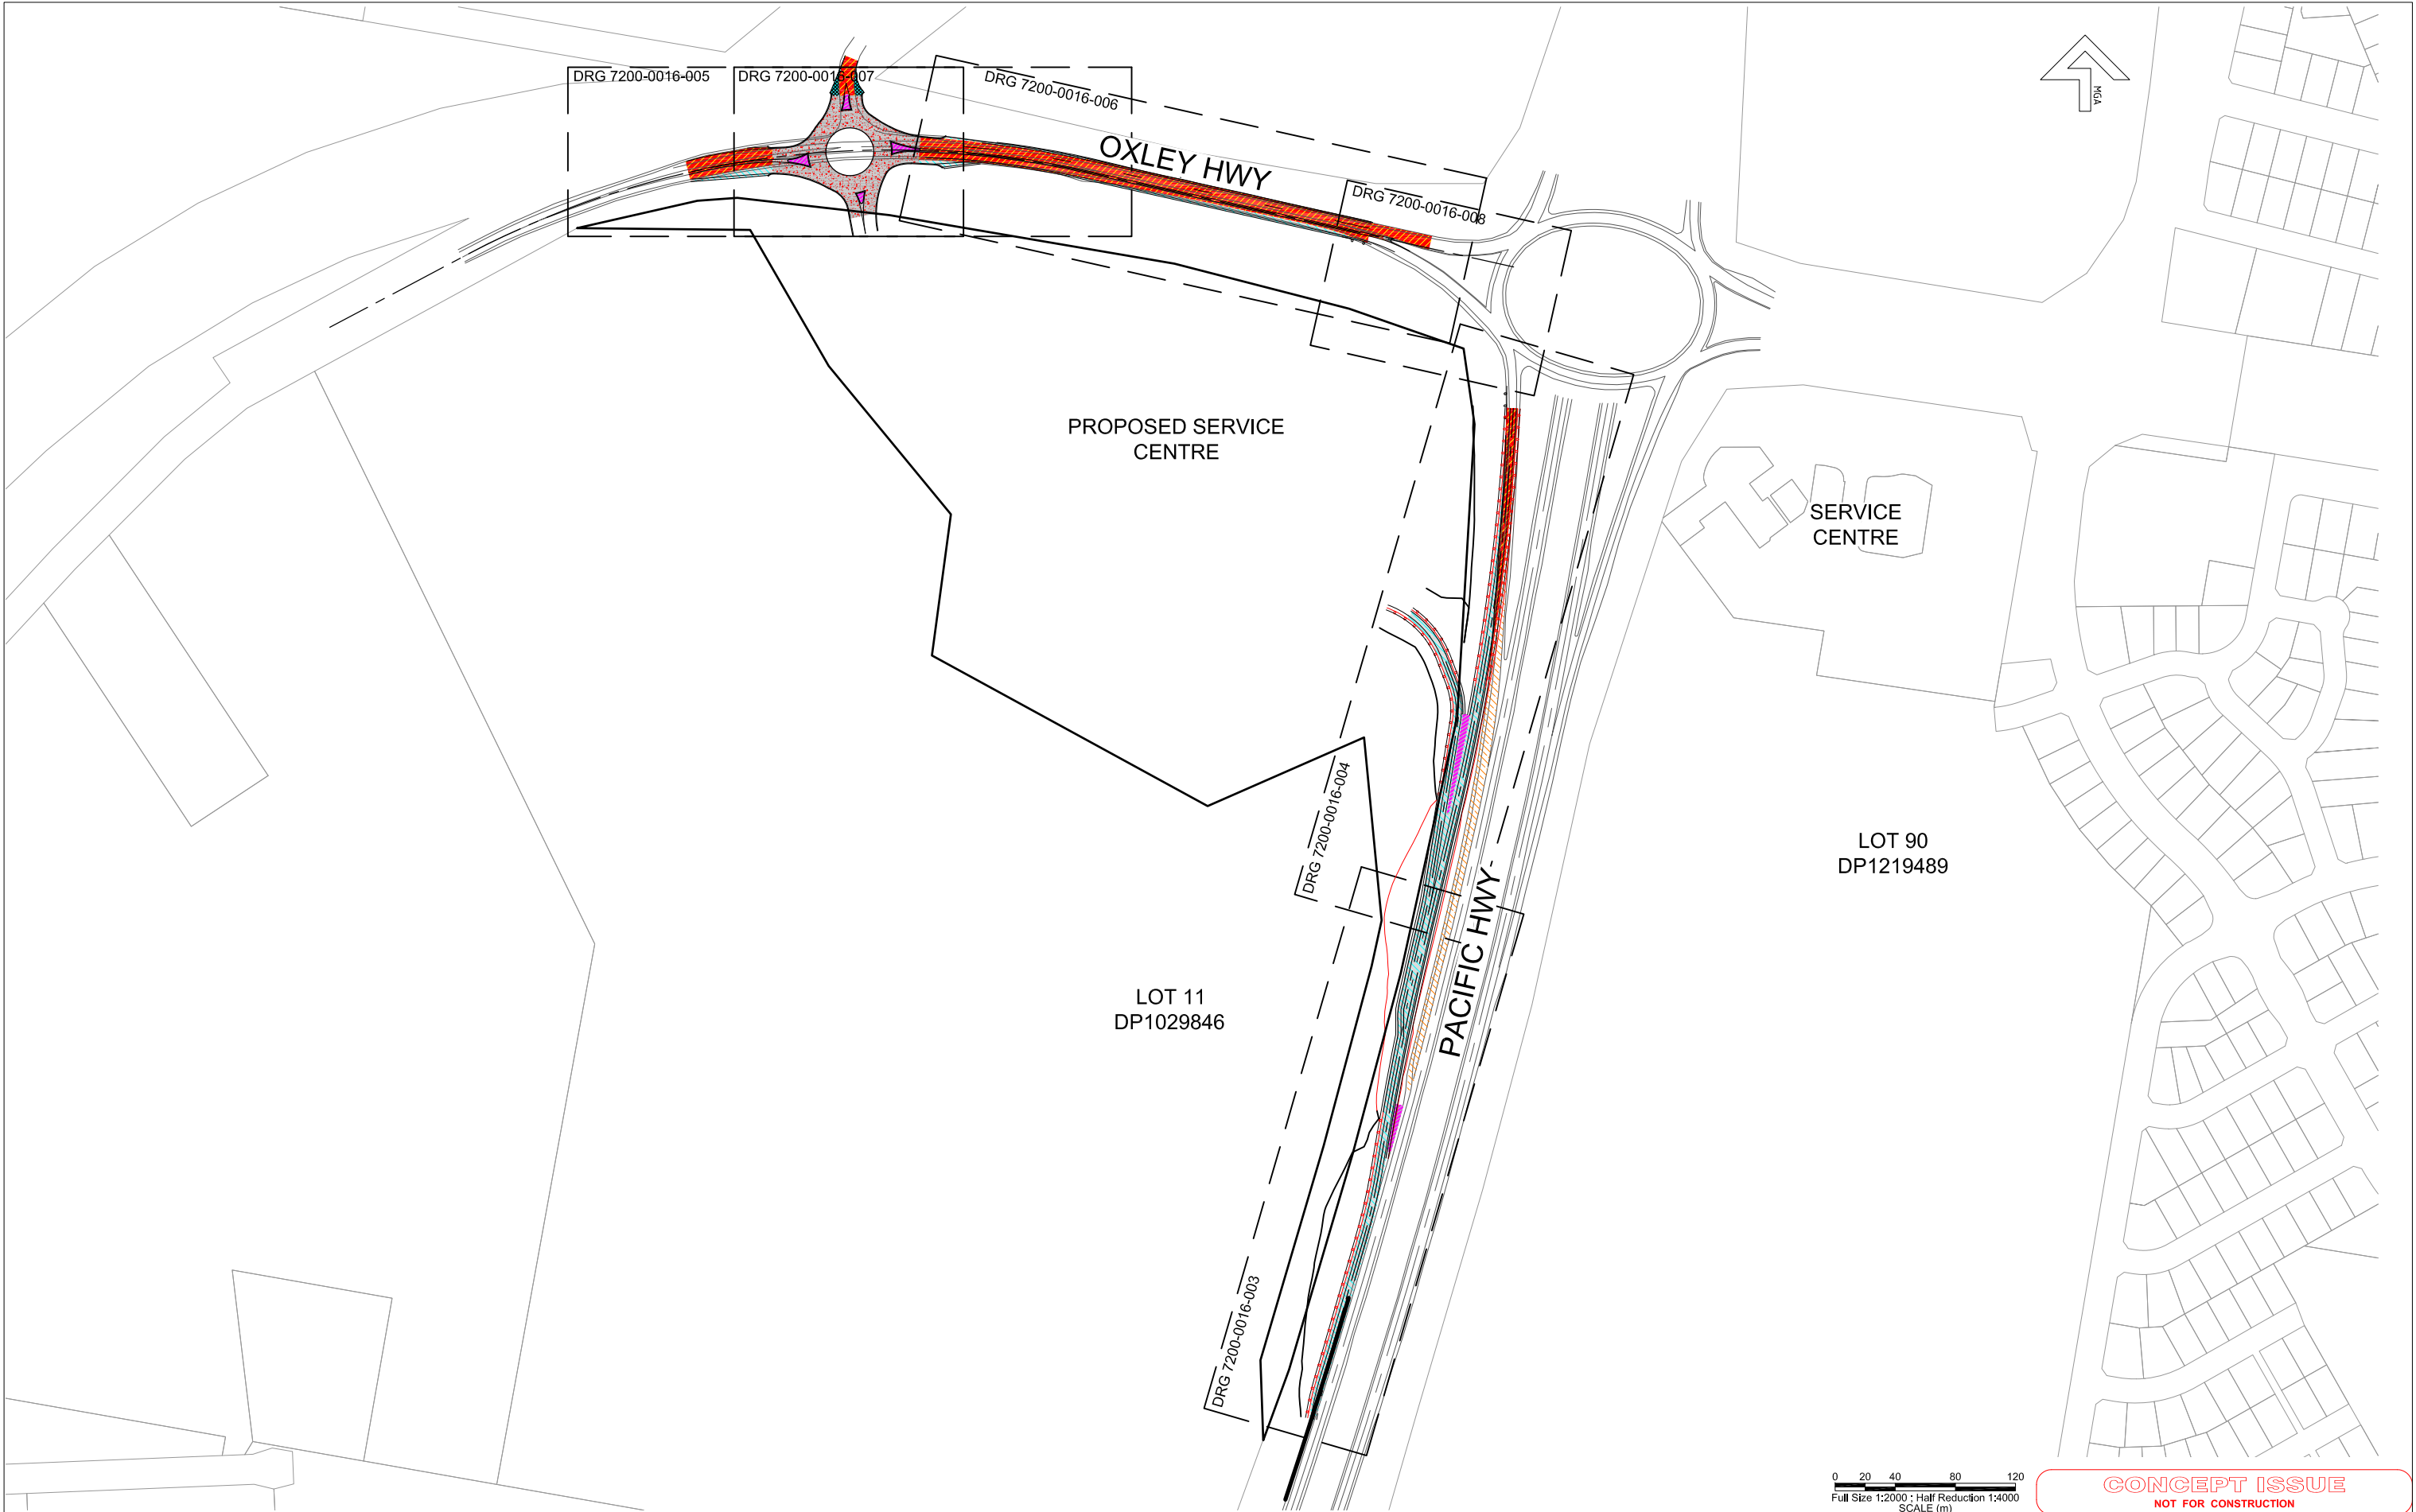 DRG 7200-0016-005
DRG 7200-0016-007
DRG 7200-0016-006
MGA
OXLEY HWY
DRG 7200-0016-008
PROPOSED SERVICE
CENTRE
SERVICE
CENTRE
DRG 7200-0016-004
LOT 90
DP1219489
PACIFIC HWY
LOT 11
DP1029846
DRG 7200-0016-003
0 20 40 80 120
Full Size 1:2000 ; Half Reduction 1:4000
SCALE (m)
CONCEPT ISSUE
NOT FOR CONSTRUCTION